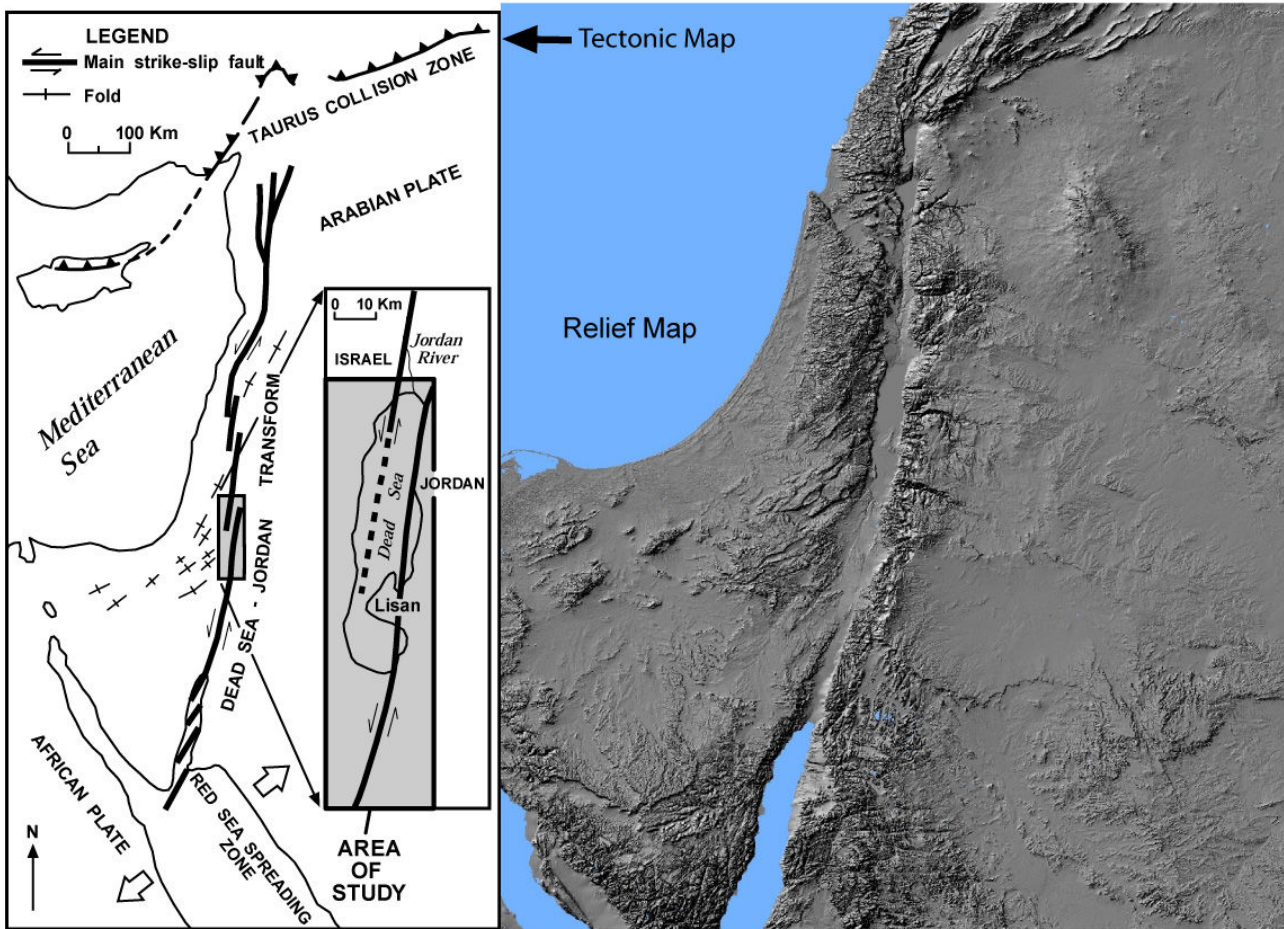 LEGEND
Main strike-slip fault
Fold
0 100 Km
TAURUS COLLISION ZONE
ARABIAN PLATE
Mediterranean
Sea
DEAD SEA - JORDAN TRANSFORM
AFRICAN PLATE
RED SEA SPREADING
ZONE
N
0 10 Km
ISRAEL
Jordan
River
JORDAN
Dead Sea
Lisan
AREA
OF
STUDY
Tectonic Map
Relief Map